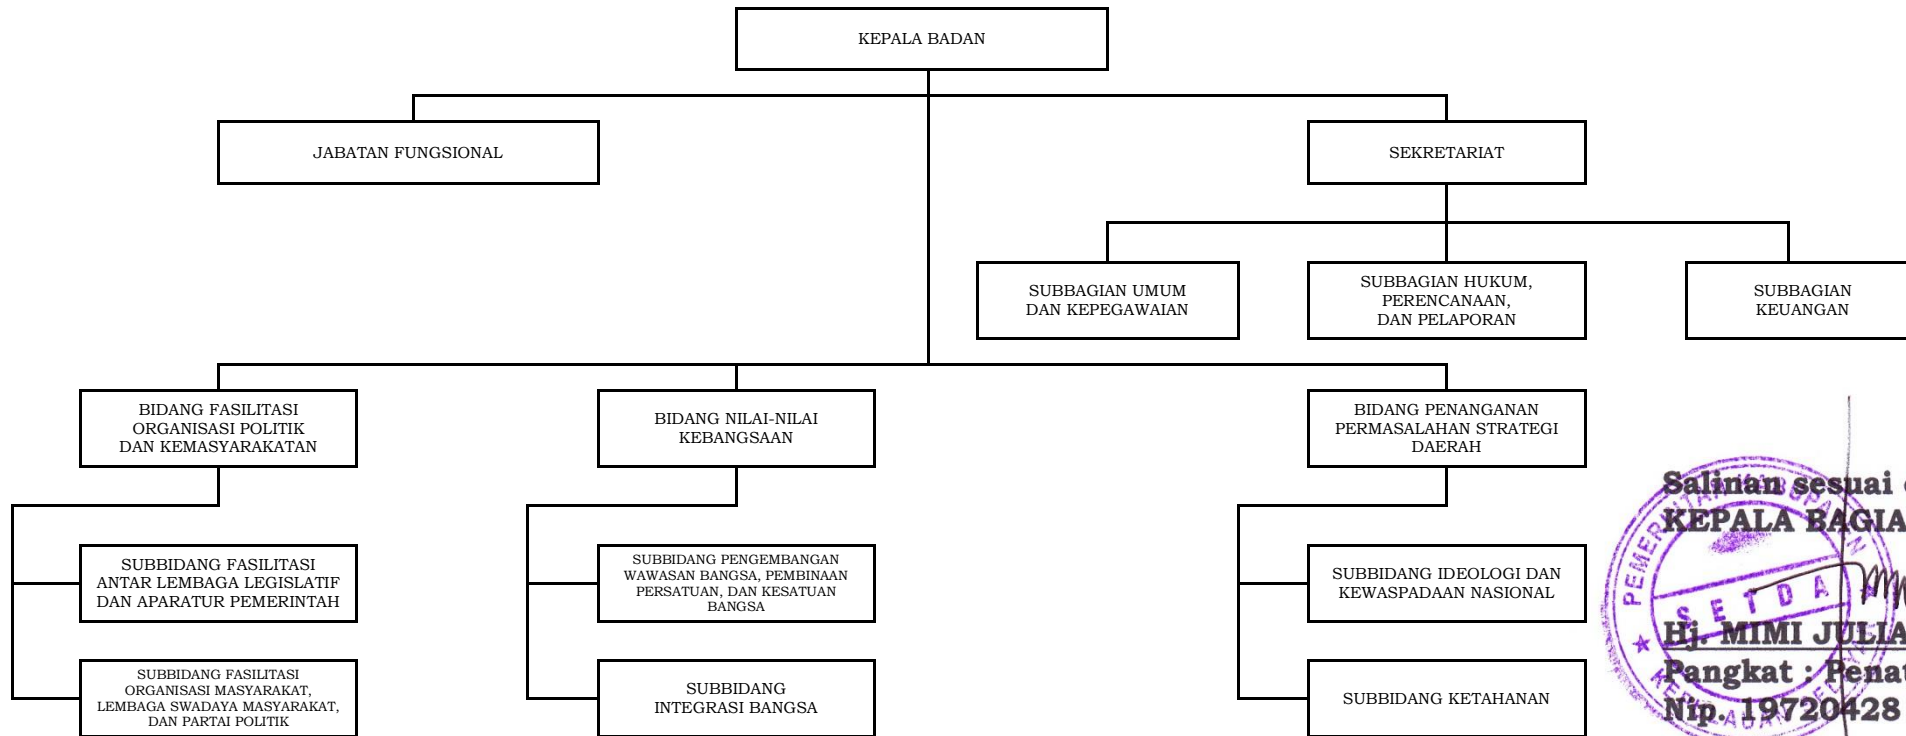 KEPALA BADAN
JABATAN FUNGSIONAL
SEKRETARIAT
SUBBAGIAN UMUM
DAN KEPEGAWAIAN
SUBBAGIAN HUKUM,
PERENCANAAN,
DAN PELAPORAN
SUBBAGIAN
KEUANGAN
BIDANG FASILITASI
ORGANISASI POLITIK
DAN KEMASYARAKATAN
BIDANG NILAI-NILAI
KEBANGSAAN
BIDANG PENANGANAN
PERMASALAHAN STRATEGI
DAERAH
SUBBIDANG FASILITASI
ANTAR LEMBAGA LEGISLATIF
DAN APARATUR PEMERINTAH
SUBBIDANG PENGEMBANGAN
WAWASAN BANGSA, PEMBINAAN
PERSATUAN, DAN KESATUAN
BANGSA
SUBBIDANG IDEOLOGI DAN
KEWASPADAAN NASIONAL
SUBBIDANG FASILITASI
ORGANISASI MASYARAKAT,
LEMBAGA SWADAYA MASYARAKAT,
DAN PARTAI POLITIK
SUBBIDANG
INTEGRASI BANGSA
SUBBIDANG KETAHANAN
Salinan sesuai
KEPALA BAGIA
Hj. MIMI JULIA
Pangkat : Penat
Nip. 19720428
PEMERINTAH KABUPATEN
SETDA